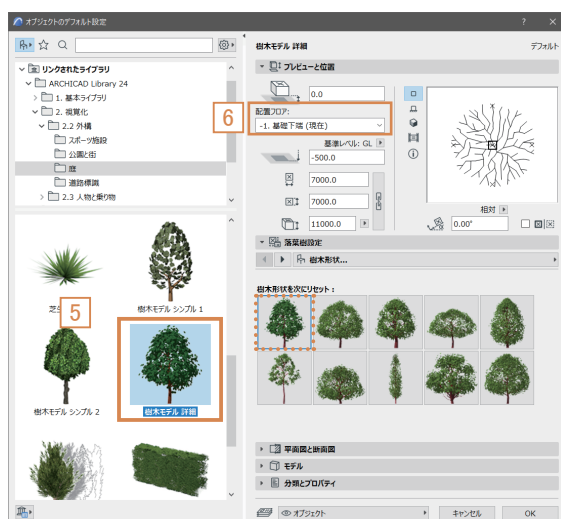 オブジェクトのデフォルト設定
リンクされたライブラリ
ARCHICAD Library 24
1. 基本ライブラリ
2. 視覚化
2.2 外構
スポーツ施設
公園と街
庭
道路標識
2.3 人物と乗り物
芝生
5
樹木モデル シンプル 1
樹木モデル シンプル 2
樹木モデル 詳細
樹木モデル 詳細
デフォルト
プレビューと位置
0.0
6
配置フロア:
-1. 基礎下端 (現在)
基準レベル: GL
-500.0
7000.0
7000.0
11000.0
相対
0.00°
落葉樹設定
樹木形状...
樹木形状を次にリセット :
平面図と断面図
モデル
分類とプロパティ
オブジェクト
キャンセル
OK